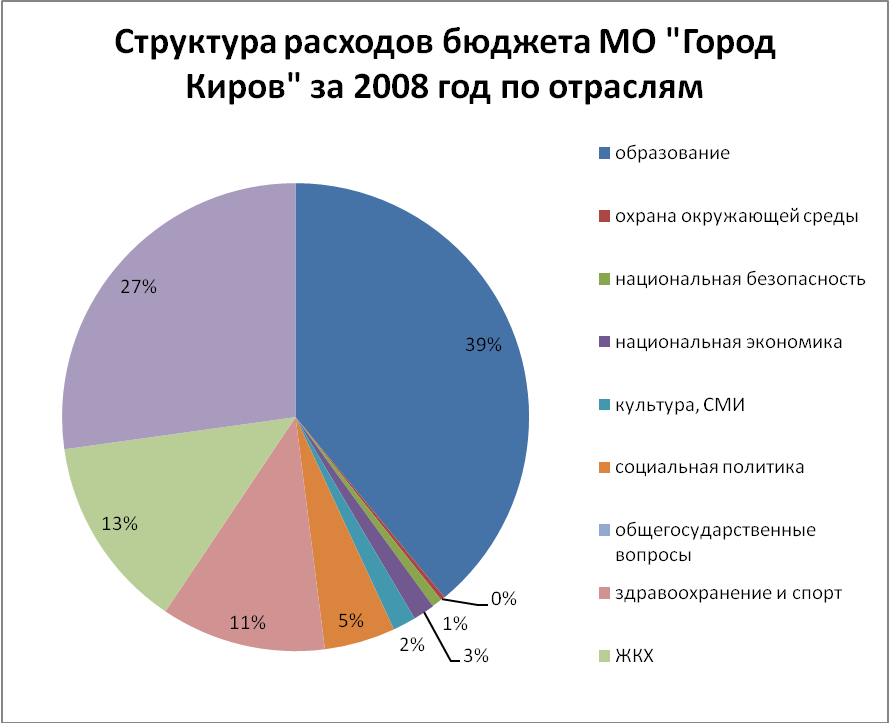 Структура расходов бюджета МО "Город
Киров" за 2008 год по отраслям
образование
охрана окружающей среды
национальная безопасность
национальная экономика
культура, СМИ
социальная политика
общегосударственные
вопросы
здравоохранение и спорт
ЖКХ
27%
39%
13%
11%
5%
2%
3%
1%
0%